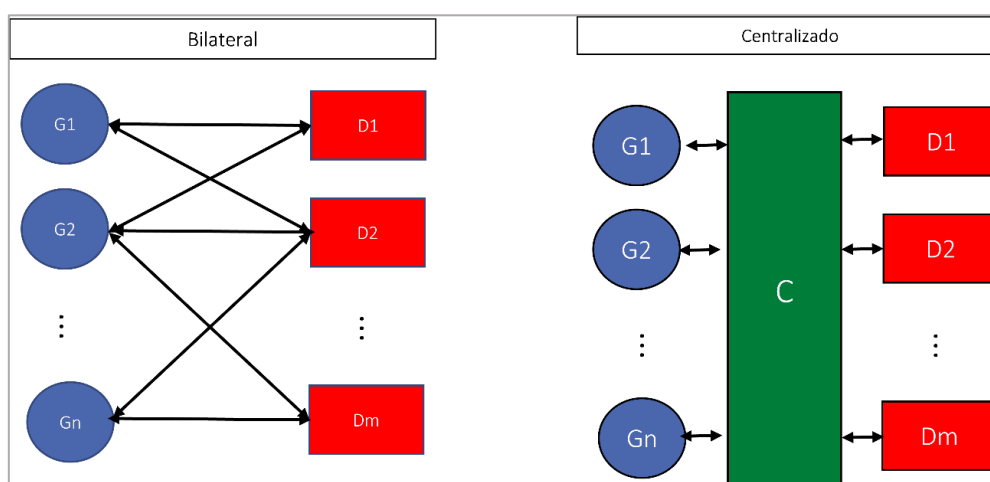 Bilateral
G1
D1
G2
D2
⋮
⋮
Gn
Dm
Centralizado
G1
D1
G2
D2
C
⋮
⋮
Gn
Dm